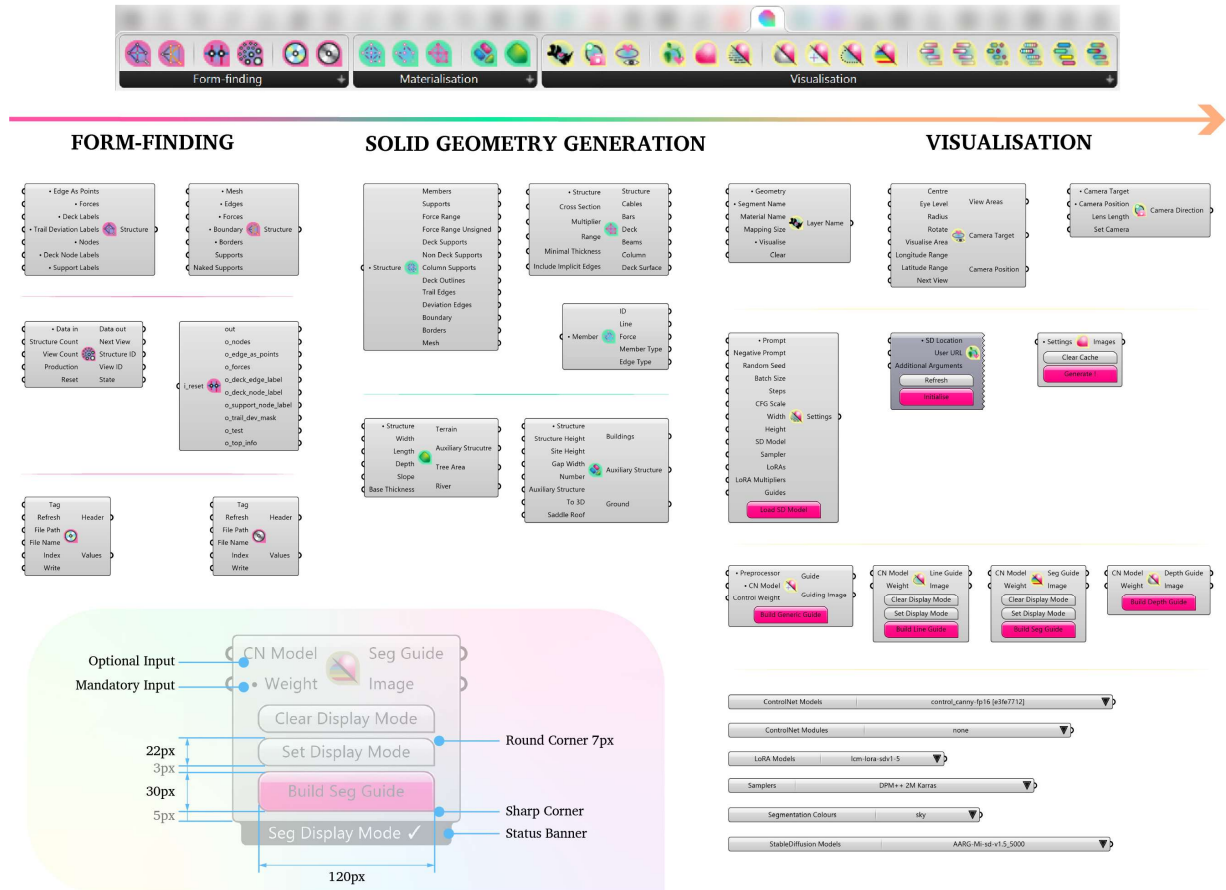 Form-finding
Materialisation
Visualisation
FORM-FINDING
SOLID GEOMETRY GENERATION
VISUALISATION
• Edge As Points
• Forces
• Deck Labels
• Trail Deviation Labels
• Nodes
• Deck Node Labels
• Support Labels
Structure
• Mesh
• Edges
• Forces
• Boundary
• Borders
Supports
Naked Supports
Structure
• Data in
Structure Count
View Count
Production
Reset
Data out
Next View
Structure ID
View ID
State
i_reset
out
o_nodes
o_edge_as_points
o_forces
o_deck_edge_label
o_deck_node_label
o_support_node_label
o_trail_dev_mask
o_test
o_top_info
Tag
Refresh
File Path
File Name
Index
Write
Header
Values
Tag
Refresh
File Path
File Name
Index
Write
Header
Values
• Structure
Members
Supports
Force Range
Force Range Unsigned
Deck Supports
Non Deck Supports
Column Supports
Deck Outlines
Trail Edges
Deviation Edges
Boundary
Borders
Mesh
• Structure
Cross Section
Multiplier
Range
Minimal Thickness
Include Implicit Edges
Structure
Cables
Bars
Deck
Beams
Column
Deck Surface
• Member
ID
Line
Force
Member Type
Edge Type
• Structure
Width
Length
Depth
Slope
Base Thickness
Terrain
Auxiliary Strucutre
Tree Area
River
• Structure
Structure Height
Site Height
Gap Width
Number
Auxiliary Structure
To 3D
Saddle Roof
Buildings
Auxiliary Structure
Ground
• Geometry
• Segment Name
Material Name
Mapping Size
• Visualise
Clear
Layer Name
Centre
Eye Level
Radius
Rotate
Visualise Area
Longitude Range
Latitude Range
Next View
View Areas
Camera Target
Camera Position
• Camera Target
• Camera Position
Lens Length
Set Camera
Camera Direction
• Prompt
Negative Prompt
Random Seed
Batch Size
Steps
CFG Scale
Width
Height
SD Model
Sampler
LoRAs
LoRA Multipliers
Guides
Settings
Load SD Model
• SD Location
User URL
Additional Arguments
Refresh
Initialise
• Settings
Images
Clear Cache
Generate !
• Preprocessor
• CN Model
Control Weight
Guide
Guiding Image
Build Generic Guide
CN Model
Weight
Line Guide
Image
Clear Display Mode
Set Display Mode
Build Line Guide
CN Model
Weight
Seg Guide
Image
Clear Display Mode
Set Display Mode
Build Seg Guide
CN Model
Weight
Depth Guide
Image
Build Depth Guide
ControlNet Models control_canny-fp16 [e3fe7712]
ControlNet Modules none
LoRA Models lcm-lora-sdv1-5
Samplers DPM++ 2M Karras
Segmentation Colours sky
StableDiffusion Models AARG-Mi-sd-v1.5_5000
Optional Input
Mandatory Input
CN Model Seg Guide
• Weight Image
Clear Display Mode
Set Display Mode
Build Seg Guide
Seg Display Mode ✓
22px
3px
30px
5px
120px
Round Corner 7px
Sharp Corner
Status Banner